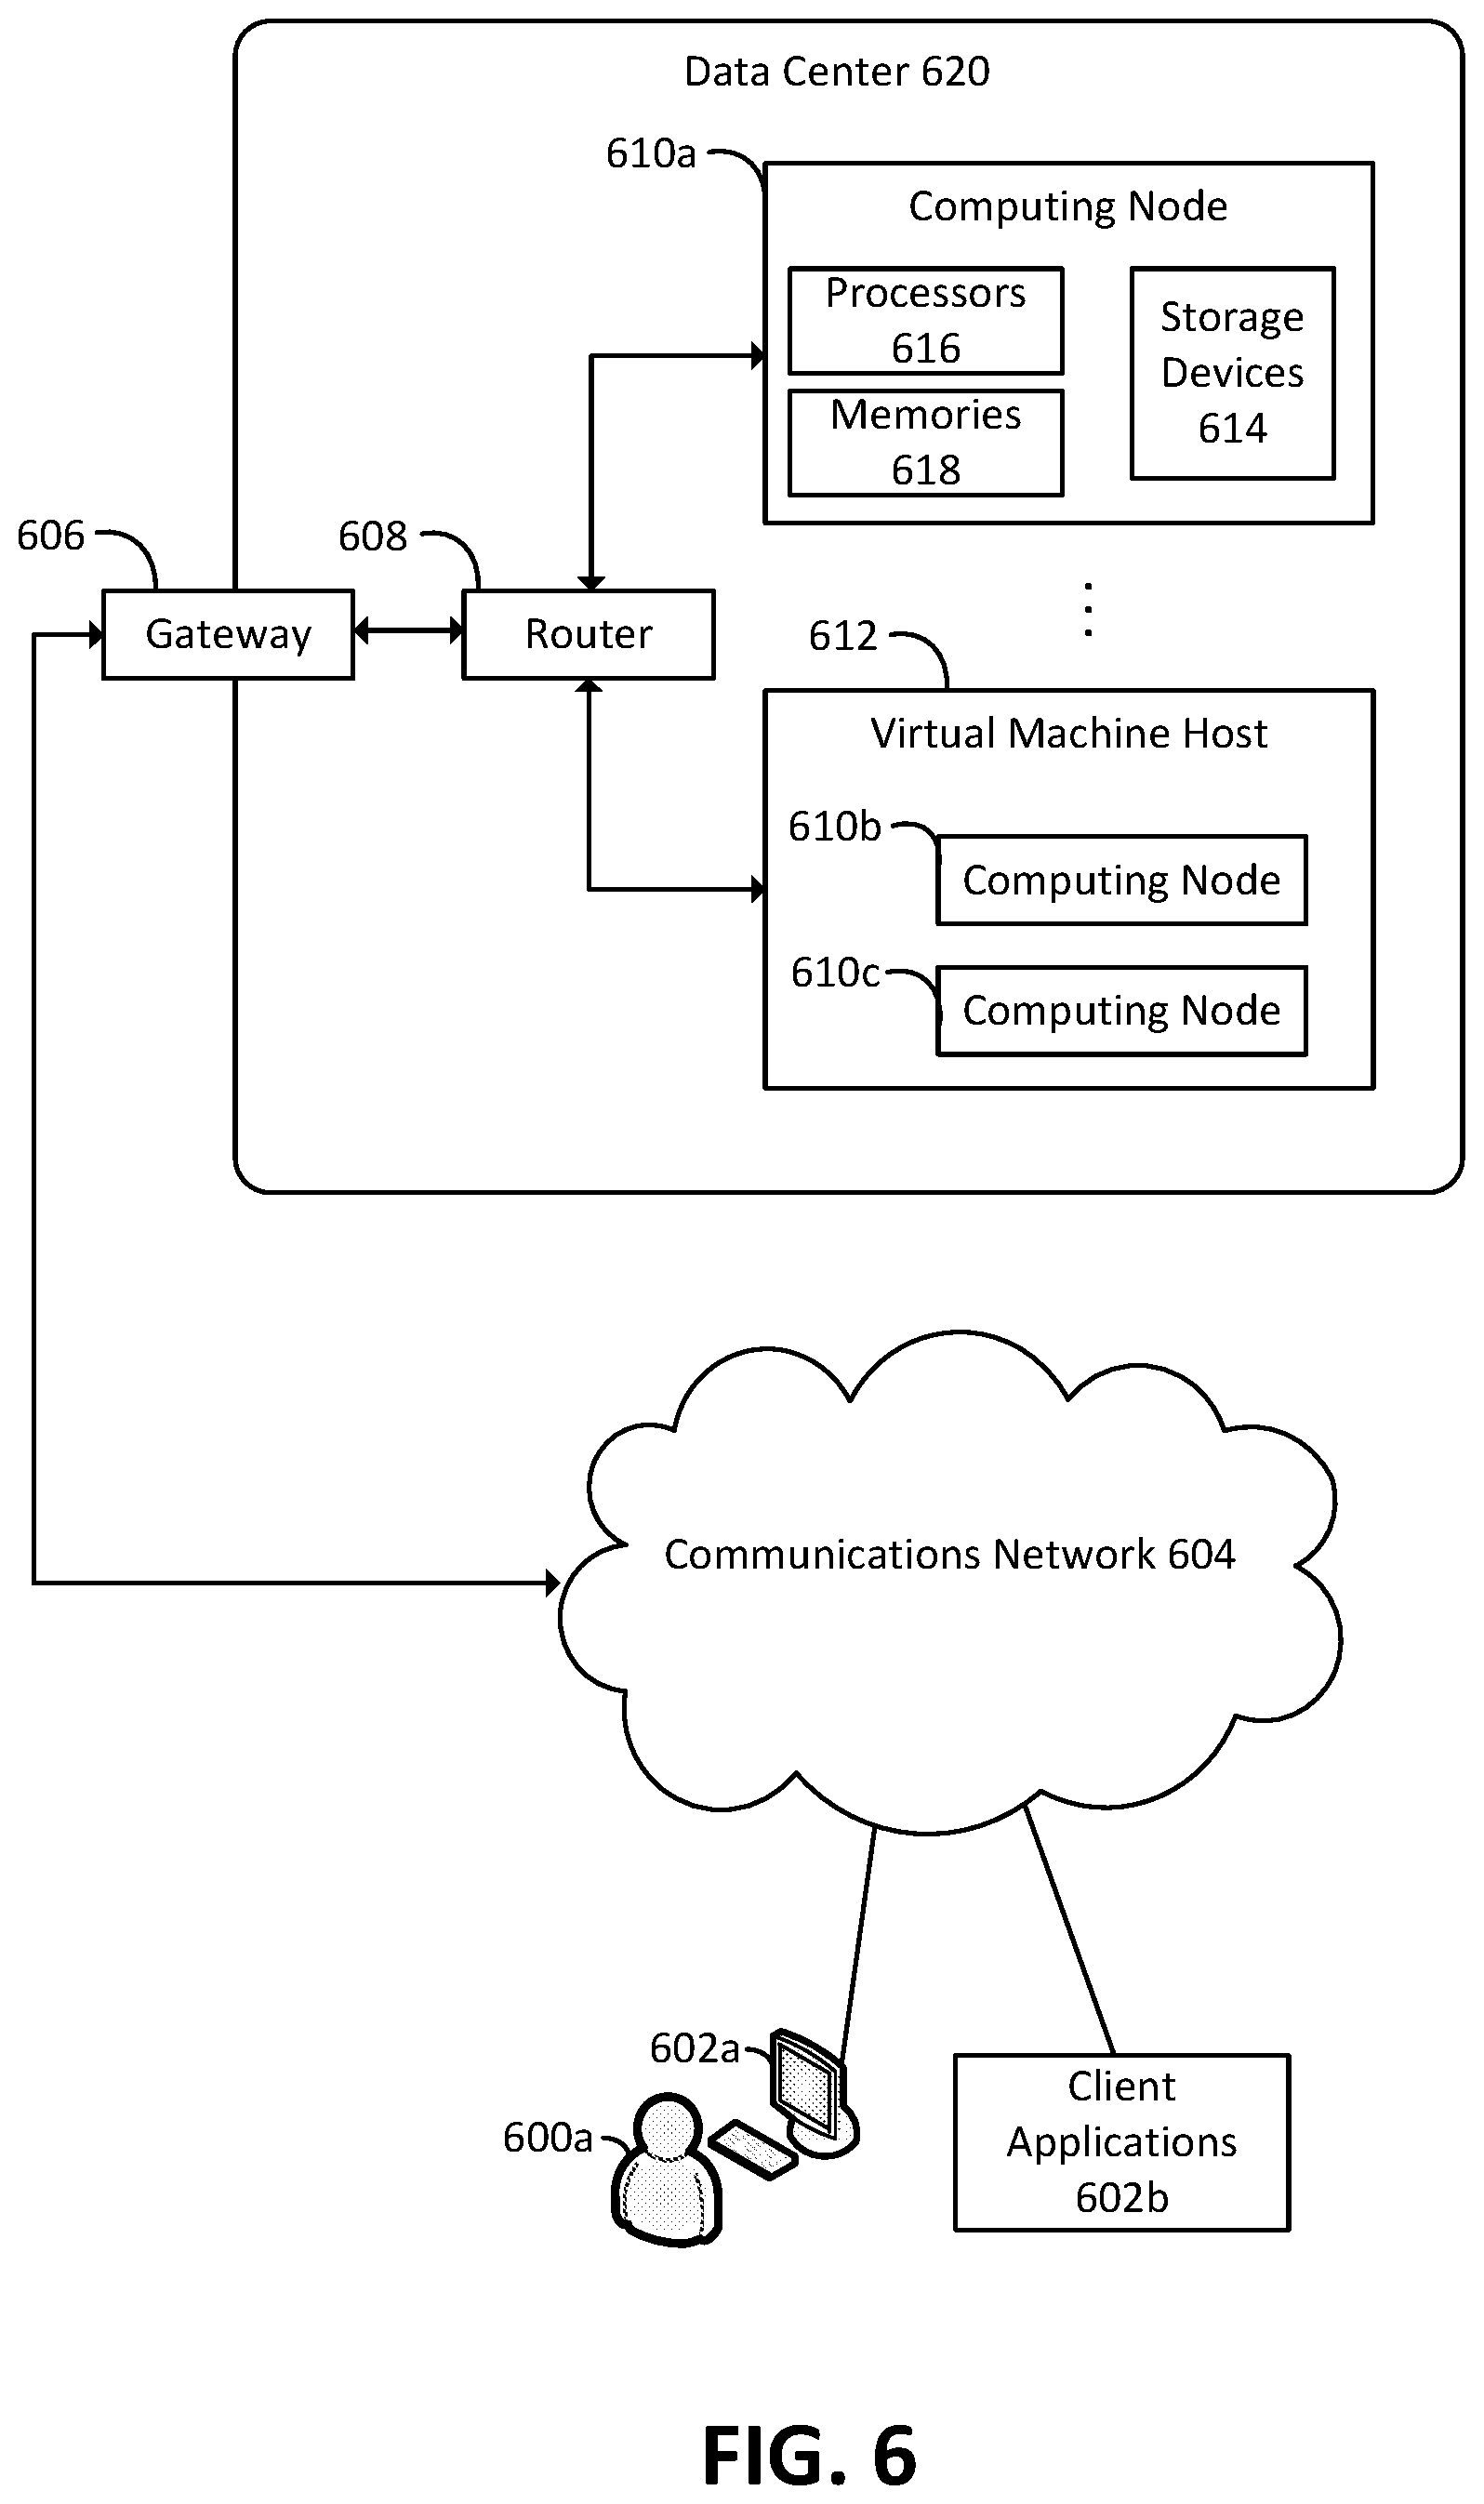 Data Center 620
610a
Computing Node
Processors
616
Storage
Devices
614
Memories
618
606
608
Gateway
Router
612
Virtual Machine Host
610b
Computing Node
610c
Computing Node
Communications Network 604
602a
600a
Client
Applications
602b
FIG. 6